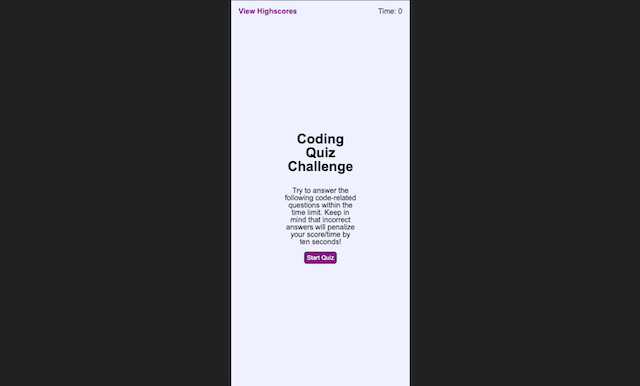 View Highscores
Time: 0
Coding
Quiz
Challenge
Try to answer the
following code-related
questions within the
time limit. Keep in
mind that incorrect
answers will penalize
your score/time by
ten seconds!
Start Quiz